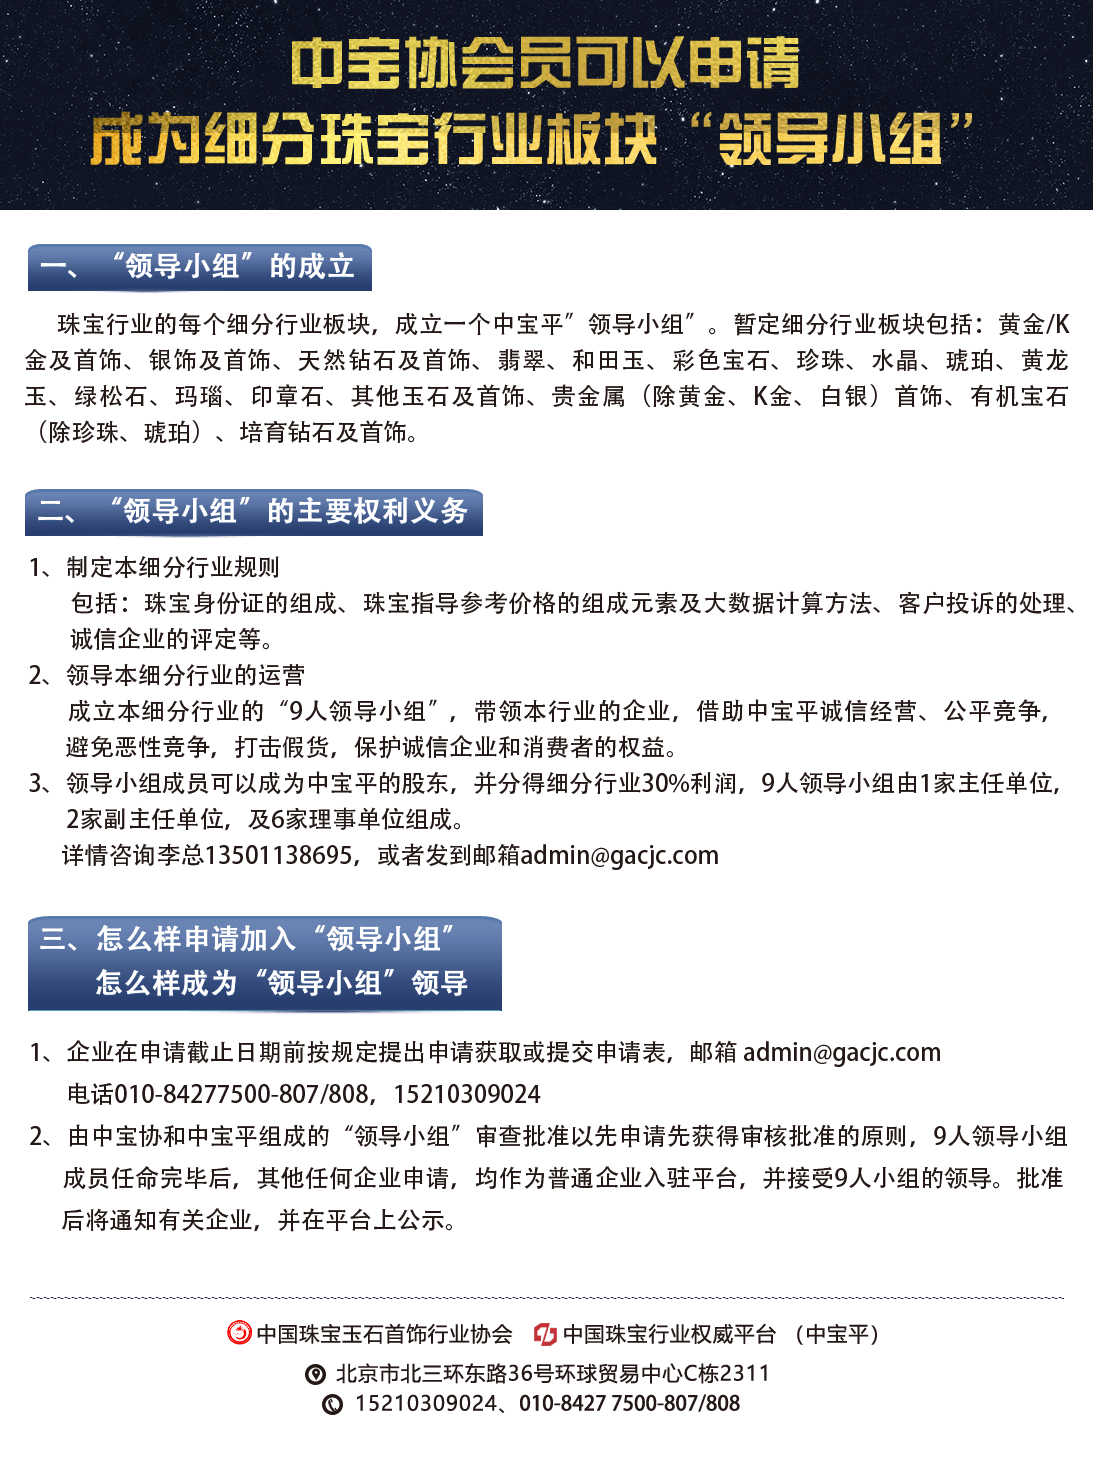 中宝协会员可以申请
成为细分珠宝行业板块“领导小组”
一、“领导小组”的成立
珠宝行业的每个细分行业板块，成立一个中宝平”领导小组”。暂定细分行业板块包括：黄金/K
金及首饰、银饰及首饰、天然钻石及首饰、翡翠、和田玉、彩色宝石、珍珠、水晶、琥珀、黄龙
玉、绿松石、玛瑙、印章石、其他玉石及首饰、贵金属（除黄金、K金、白银）首饰、有机宝石
（除珍珠、琥珀）、培育钻石及首饰。
二、“领导小组”的主要权利义务
1、制定本细分行业规则
包括：珠宝身份证的组成、珠宝指导参考价格的组成元素及大数据计算方法、客户投诉的处理、
诚信企业的评定等。
2、领导本细分行业的运营
成立本细分行业的“9人领导小组”，带领本行业的企业，借助中宝平诚信经营、公平竞争，
避免恶性竞争，打击假货，保护诚信企业和消费者的权益。
3、领导小组成员可以成为中宝平的股东，并分得细分行业30%利润，9人领导小组由1家主任单位，
2家副主任单位，及6家理事单位组成。
详情咨询李总13501138695，或者发到邮箱admin@gacjc.com
三、怎么样申请加入“领导小组”
怎么样成为“领导小组”领导
1、企业在申请截止日期前按规定提出申请获取或提交申请表，邮箱 admin@gacjc.com
电话010-84277500-807/808，15210309024
2、由中宝协和中宝平组成的“领导小组”审查批准以先申请先获得审核批准的原则，9人领导小组
成员任命完毕后，其他任何企业申请，均作为普通企业入驻平台，并接受9人小组的领导。批准
后将通知有关企业，并在平台上公示。
中国珠宝玉石首饰行业协会 中国珠宝行业权威平台（中宝平）
北京市北三环东路36号环球贸易中心C栋2311
15210309024、010-8427 7500-807/808